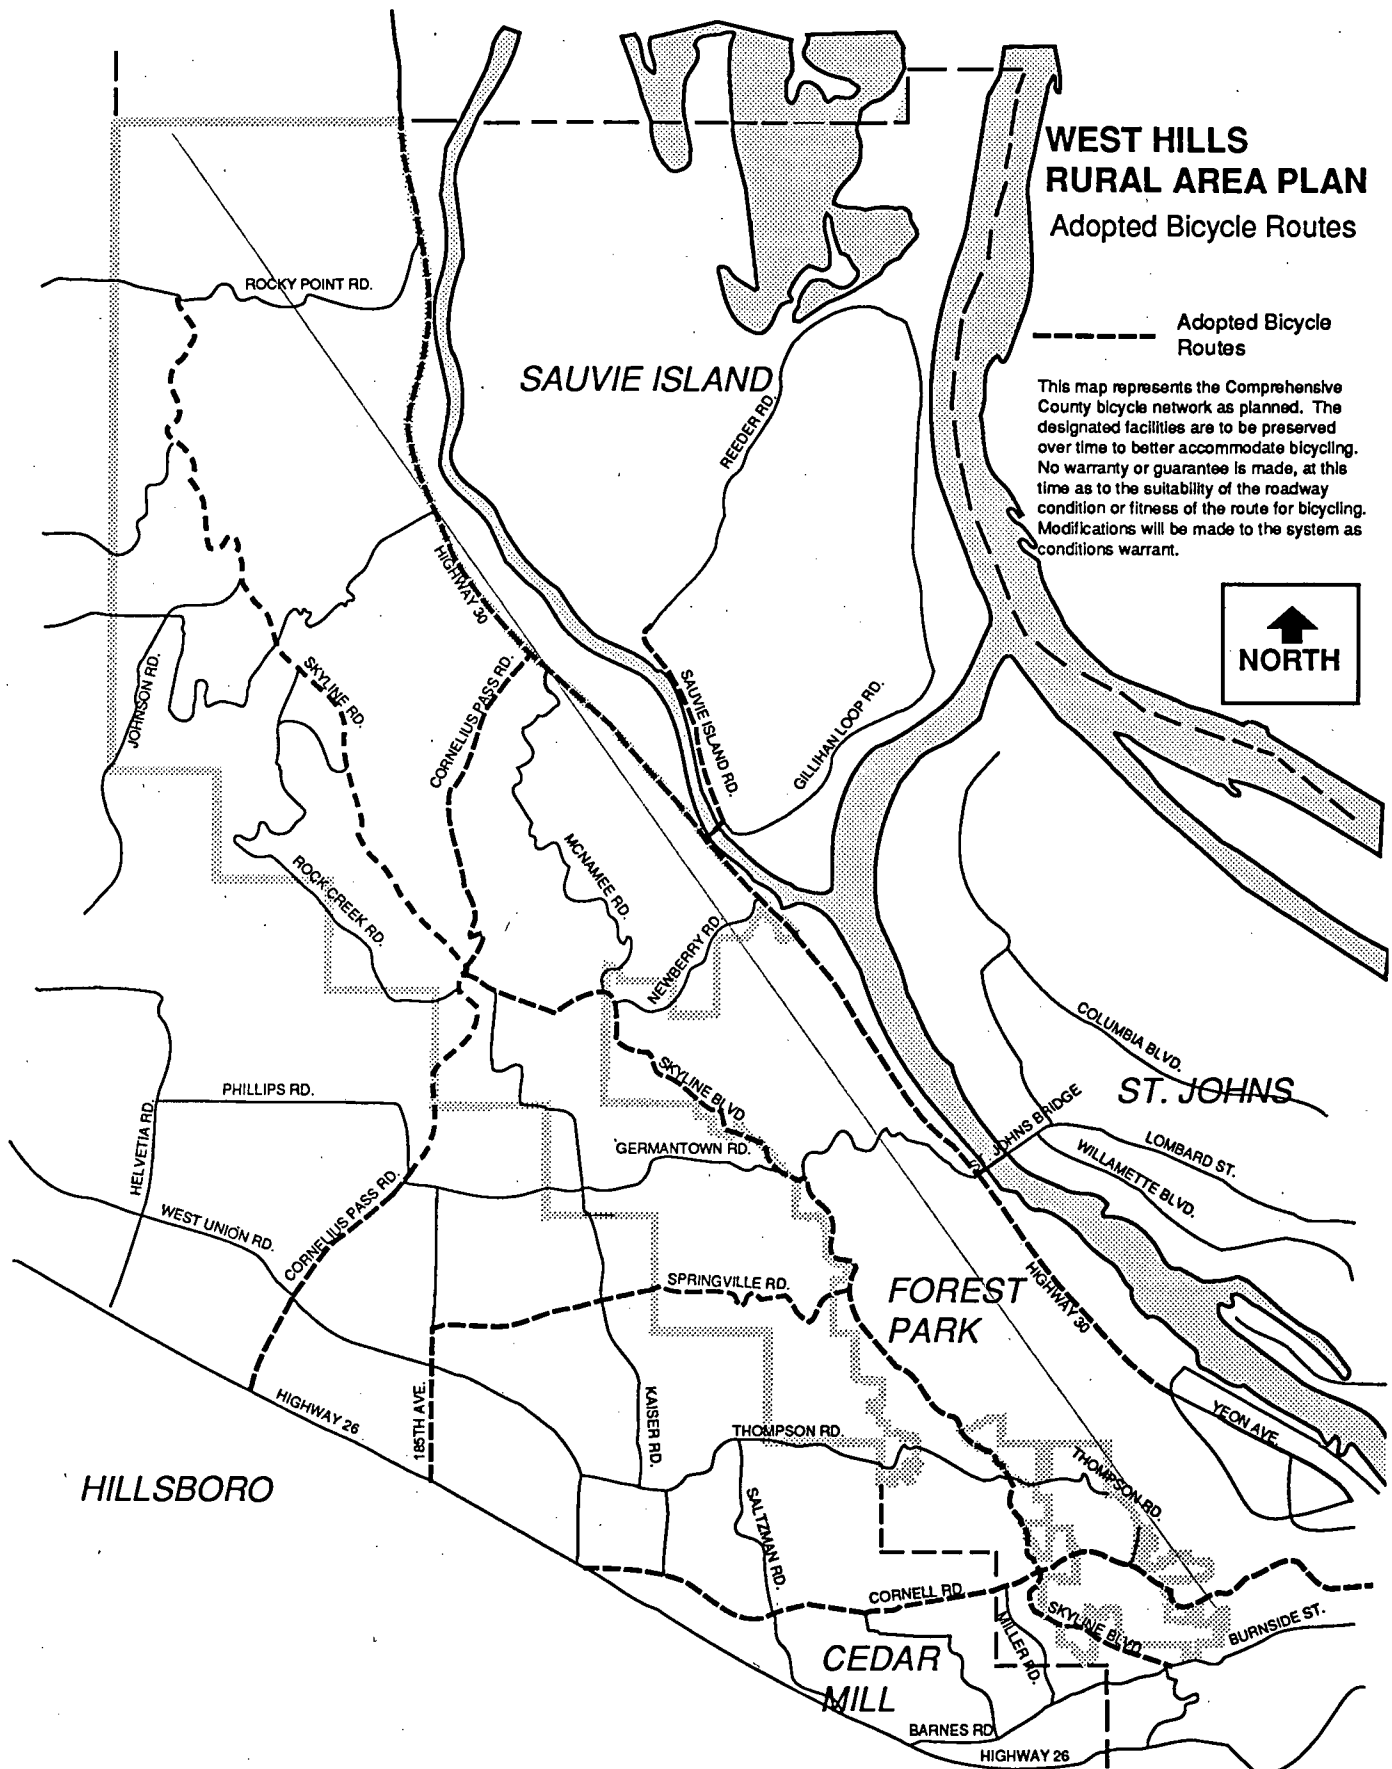 WEST HILLS
RURAL AREA PLAN
Adopted Bicycle Routes
Adopted Bicycle
Routes
This map represents the Comprehensive
County bicycle network as planned. The
designated facilities are to be preserved
over time to better accommodate bicycling.
No warranty or guarantee is made, at this
time as to the suitability of the roadway
condition or fitness of the route for bicycling.
Modifications will be made to the system as
conditions warrant.
NORTH
ROCKY POINT RD.
SAUVIE ISLAND
REEDER RD.
HIGHWAY 30
JOHNSON RD.
SKYLINE RD.
CORNELIUS PASS RD.
SAUVIE ISLAND RD.
GILLIHAN LOOP RD.
MCNAMEE RD.
ROCK CREEK RD.
NEWBERRY RD.
COLUMBIA BLVD.
ST. JOHNS
PHILLIPS RD.
SKYLINE BLVD.
HELVETIA RD.
GERMANTOWN RD.
ST. JOHNS BRIDGE
LOMBARD ST.
WILLAMETTE BLVD.
WEST UNION RD.
CORNELIUS PASS RD.
SPRINGVILLE RD.
FOREST
PARK
HIGHWAY 30
HIGHWAY 26
185TH AVE.
KAISER RD.
THOMPSON RD.
YEON AVE.
THOMPSON RD.
HILLSBORO
SALTZMAN RD.
CORNELL RD.
MILLER RD.
SKYLINE BLVD.
BURNSIDE ST.
CEDAR
MILL
BARNES RD.
HIGHWAY 26